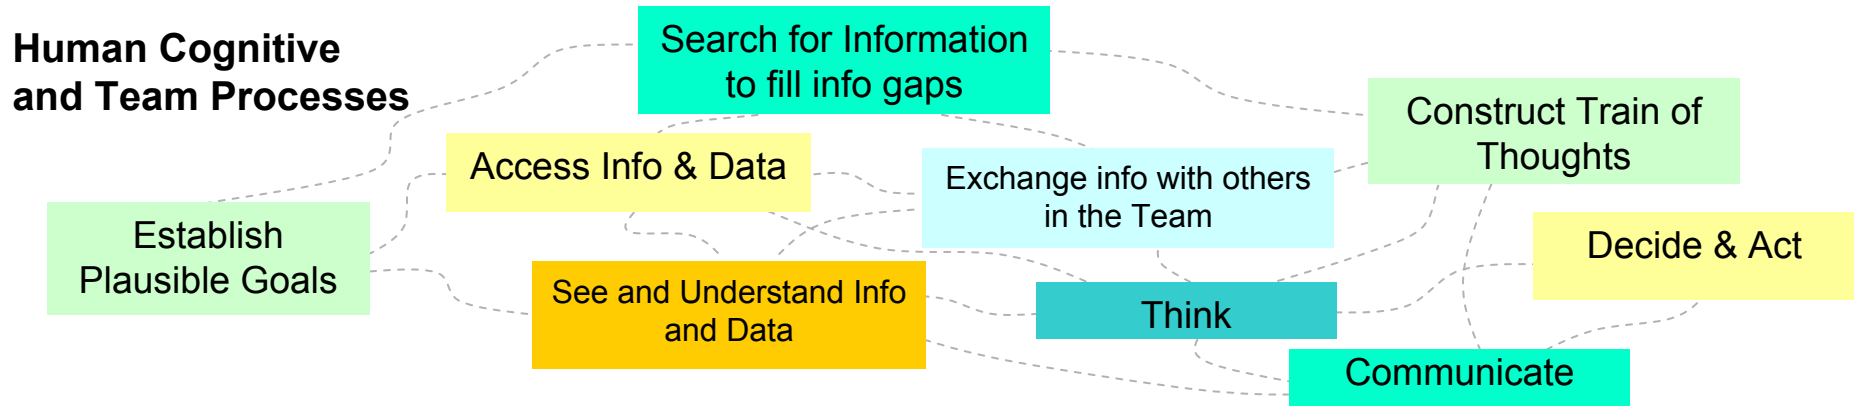 Human Cognitive
and Team Processes
Search for Information
to fill info gaps
Construct Train of
Thoughts
Access Info & Data
Exchange info with others
in the Team
Establish
Plausible Goals
Decide & Act
See and Understand Info
and Data
Think
Communicate